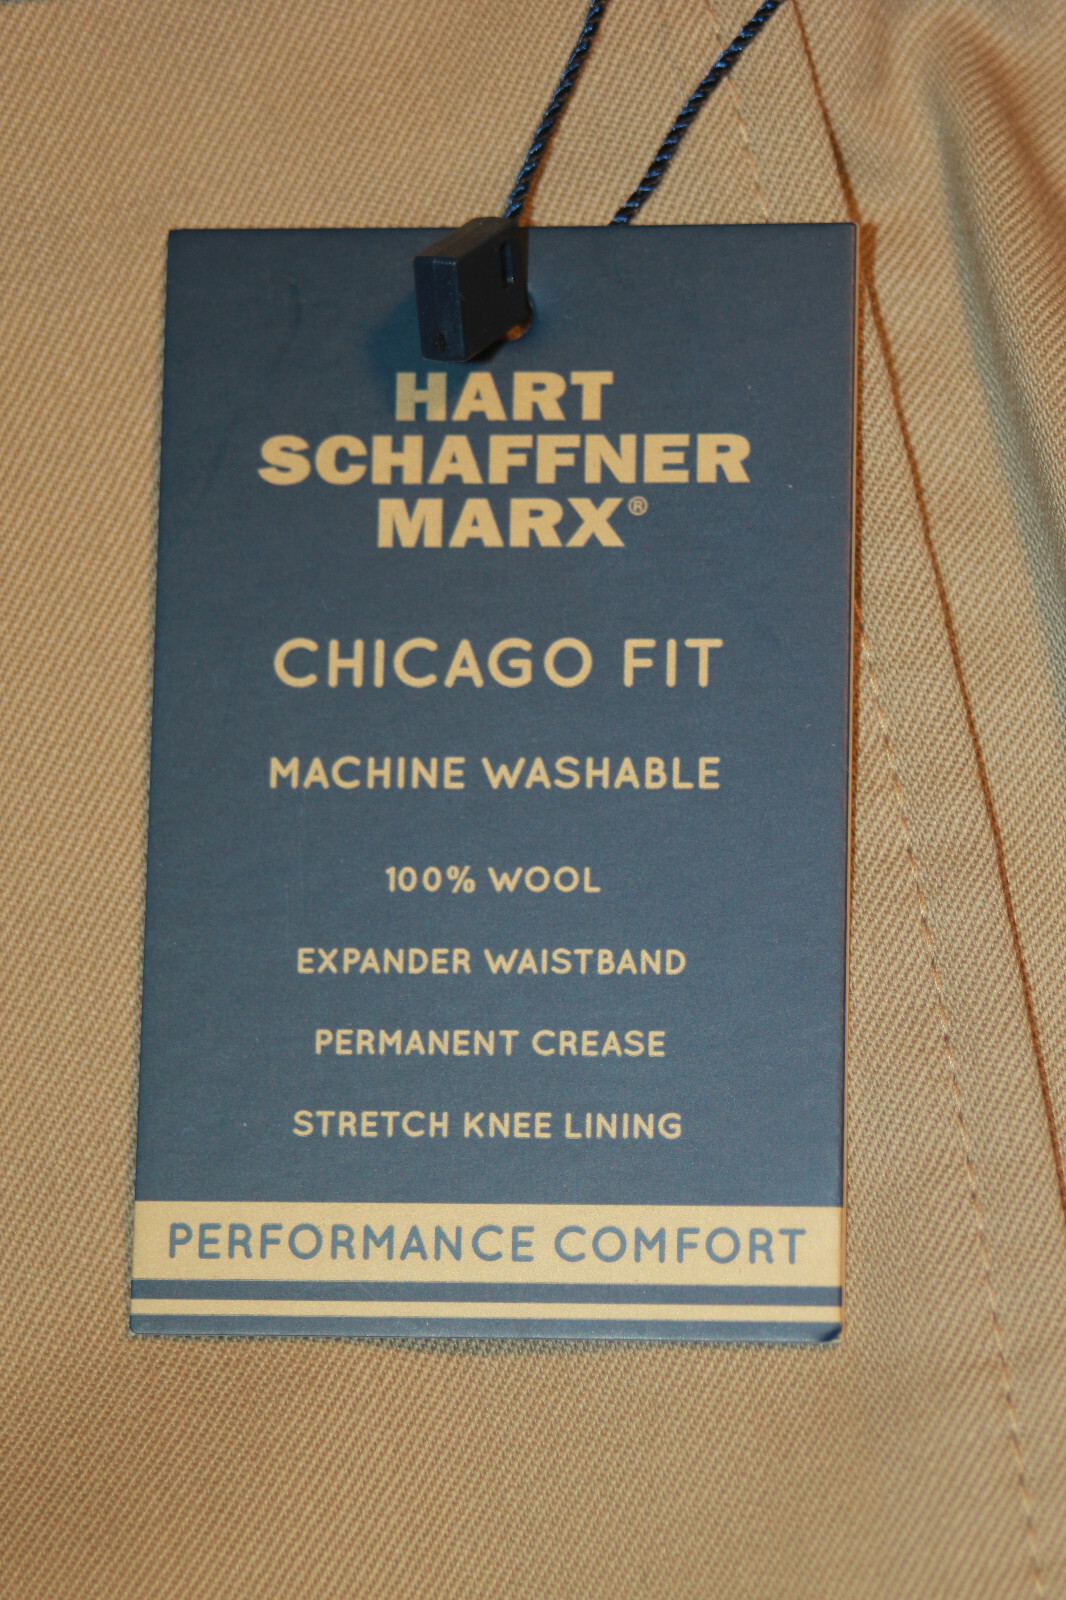 HART
SCHAFFNER
MARX®
CHICAGO FIT
MACHINE WASHABLE
100% WOOL
EXPANDER WAISTBAND
PERMANENT CREASE
STRETCH KNEE LINING
PERFORMANCE COMFORT